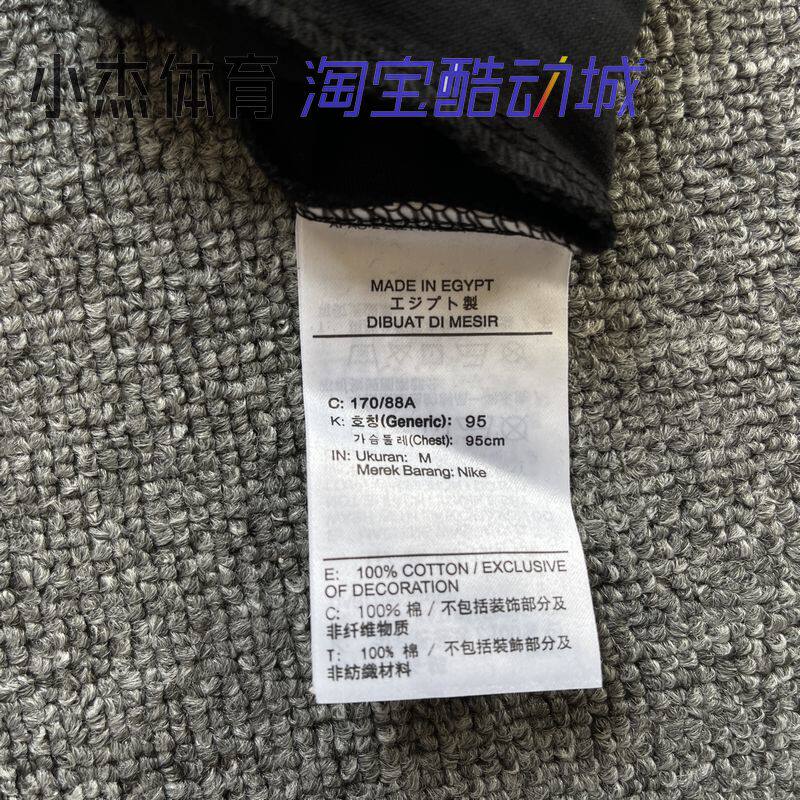 小杰体育 淘宝酷动城
MADE IN EGYPT
エジプト製
DIBUAT DI MESIR
C: 170/88A
K: 호칭(Generic): 95
가슴둘레(Chest): 95cm
IN: Ukuran: M
Merek Barang: Nike
E: 100% COTTON / EXCLUSIVE
OF DECORATION
C: 100% 棉 / 不包括装饰部分及
非纤维物质
T: 100% 棉 / 不包括裝飾部分及
非紡織材料